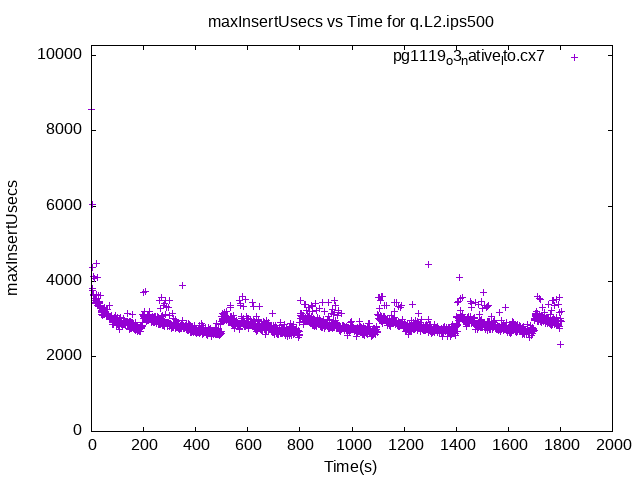 maxInsertUsecs vs Time for q.L2.ips500
10000
pg1119o3nativelto.cx7
8000
6000
maxInsertUsecs
4000
2000
0
0 200 400 600 800 1000 1200 1400 1600 1800 2000
Time(s)